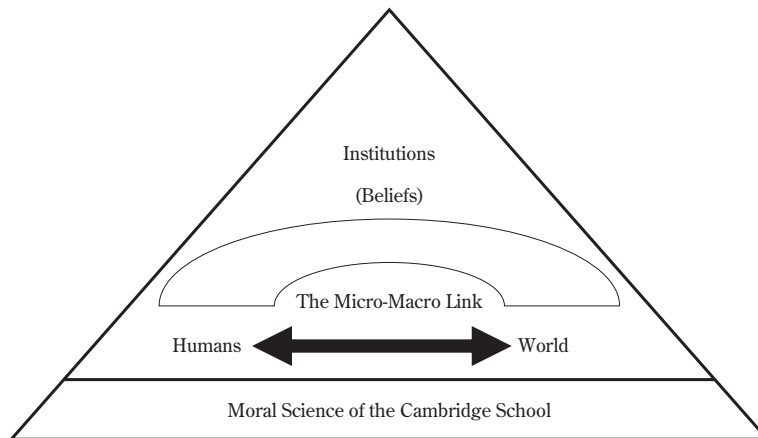 Institutions
(Beliefs)
The Micro-Macro Link
Humans World
Moral Science of the Cambridge School